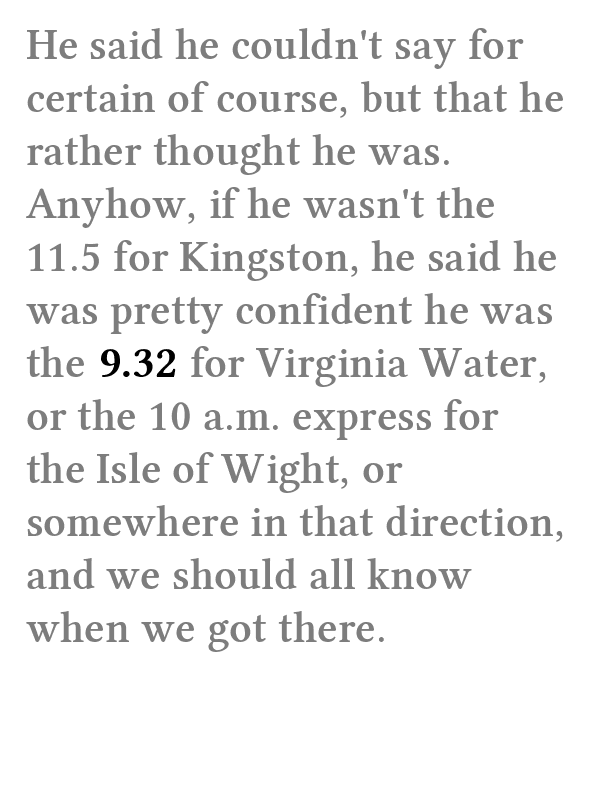 He said he couldn't say for
certain of course, but that he
rather thought he was.
Anyhow, if he wasn't the
11.5 for Kingston, he said he
was pretty confident he was
the 9.32 for Virginia Water,
or the 10 a.m. express for
the Isle of Wight, or
somewhere in that direction,
and we should all know
when we got there.